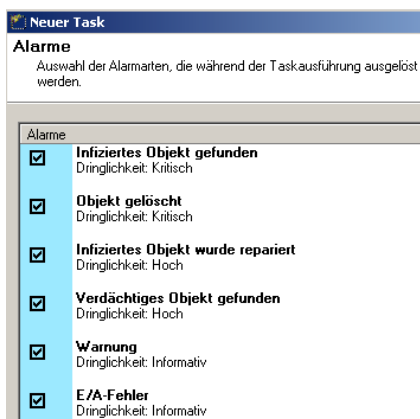 Neuer Task
Alarme
Auswahl der Alarmarten, die während der Taskausführung ausgelöst
werden.
Alarme
Infiziertes Objekt gefunden
Dringlichkeit: Kritisch
Objekt gelöscht
Dringlichkeit: Kritisch
Infiziertes Objekt wurde repariert
Dringlichkeit: Hoch
Verdächtiges Objekt gefunden
Dringlichkeit: Hoch
Warnung
Dringlichkeit: Informativ
E/A-Fehler
Dringlichkeit: Informativ